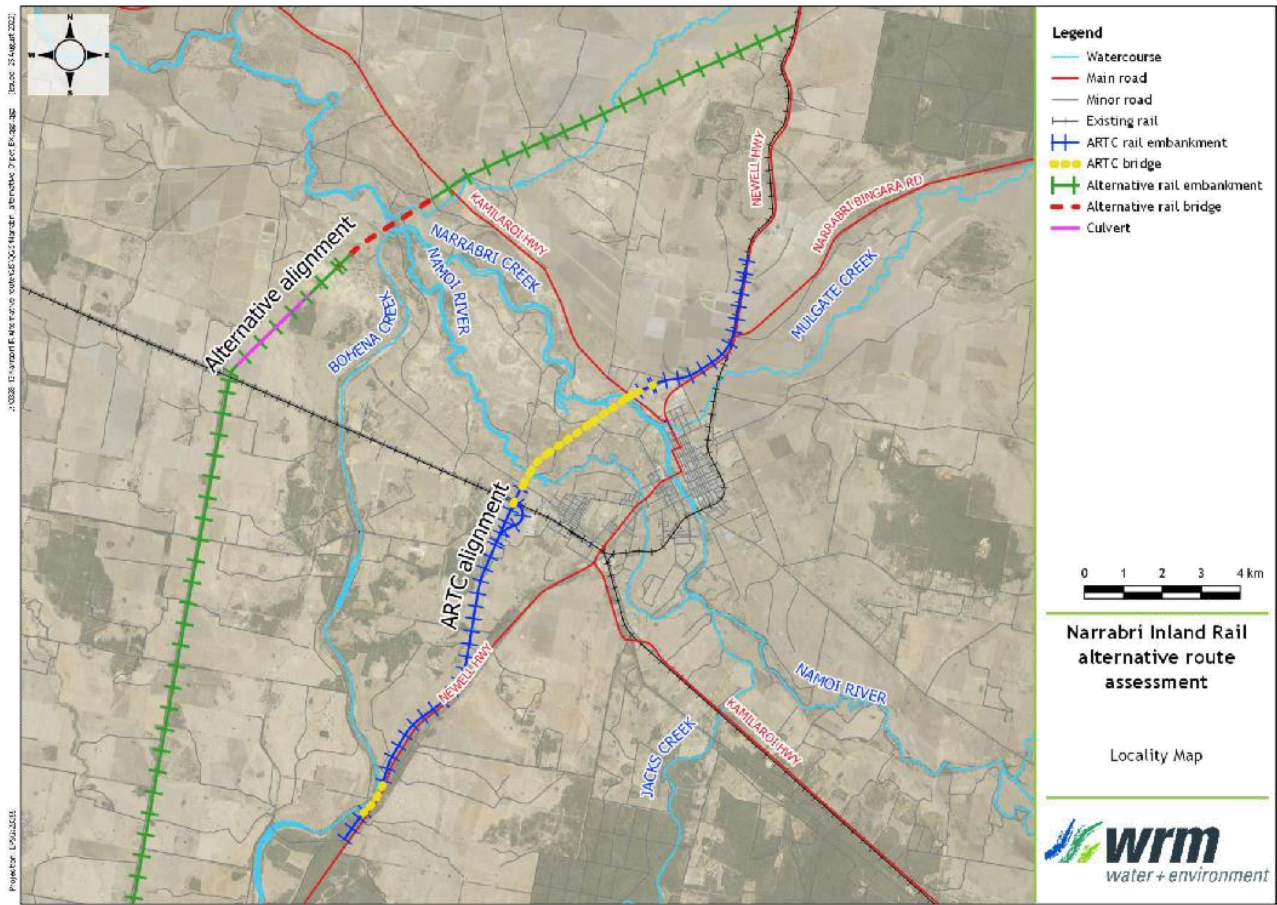 N
W
E
S
KAMILAROI HWY
NEWELL HWY
NARRABRI BINGARA RD
MULGATE CREEK
NARRABRI CREEK
NAMOI RIVER
BOHENA CREEK
Alternative alignment
ARTC alignment
NEWELL HWY
NAMOI RIVER
KAMILAROI HWY
JACKS CREEK
Legend
Watercourse
Main road
Minor road
Existing rail
ARTC rail embankment
ARTC bridge
Alternative rail embankment
Alternative rail bridge
Culvert
0 1 2 3 4 km
Narrabri Inland Rail
alternative route
assessment
Locality Map
wrm
water + environment